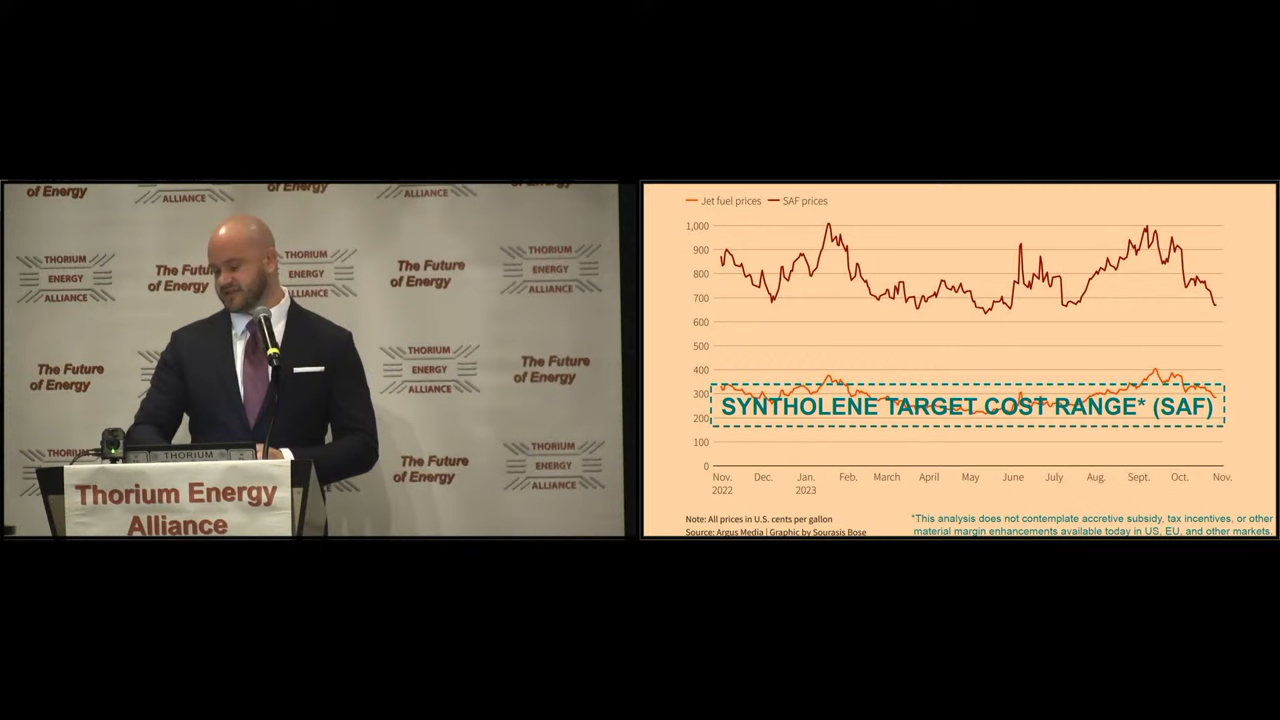 of Energy
ALLIANCE
of Energy
ALLIANCE
THORIUM
ENERGY
ALLIANCE
The Futu
of Energy
THORIUM
ENERGY
ALLIANCE
The Future
of Energy
THORIUM
ENERGY
ALLIANCE
The Future
of Energy
THORIUM
ENERGY
ALLIANCE
The Future
of Energy
THORIUM
The Future
of Energy
THORIUM
ENERGY
ALLIANCE
THORIUM
Thorium Energy
Alliance
Jet fuel prices SAF prices
1,000
900
800
700
600
500
400
300
200
100
0
SYNTHOLENE TARGET COST RANGE* (SAF)
Nov. Dec. Jan. Feb. March April May June July Aug. Sept. Oct. Nov.
2022 2023
Note: All prices in U.S. cents per gallon
Source: Argus Media | Graphic by Sourasis Bose
*This analysis does not contemplate accretive subsidy, tax incentives, or other
material margin enhancements available today in US, EU, and other markets.